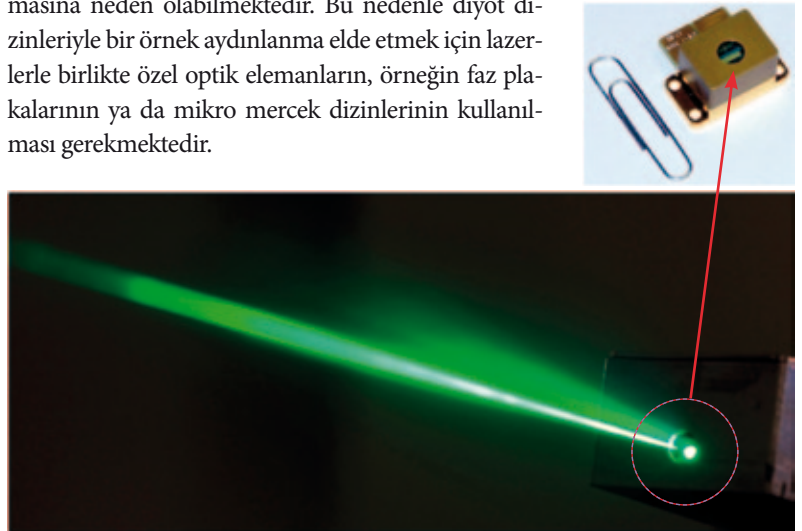 masına neden olabilmektedir. Bu nedenle diyot di-
zinleriyle bir örnek aydınlanma elde etmek için lazer-
lerle birlikte özel optik elemanların, örneğin faz pla-
kalarının ya da mikro mercek dizinlerinin kullanıl-
ması gerekmektedir.